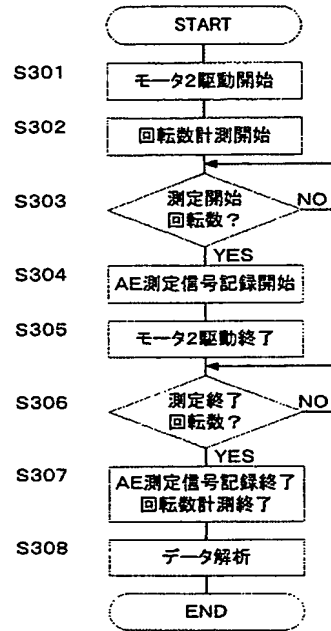 START
S301
モータ2駆動開始
S302
回転数計測開始
S303
測定開始
回転数？
NO
YES
S304
AE測定信号記録開始
S305
モータ2駆動終了
S306
測定終了
回転数？
NO
YES
S307
AE測定信号記録終了
回転数計測終了
S308
データ解析
END